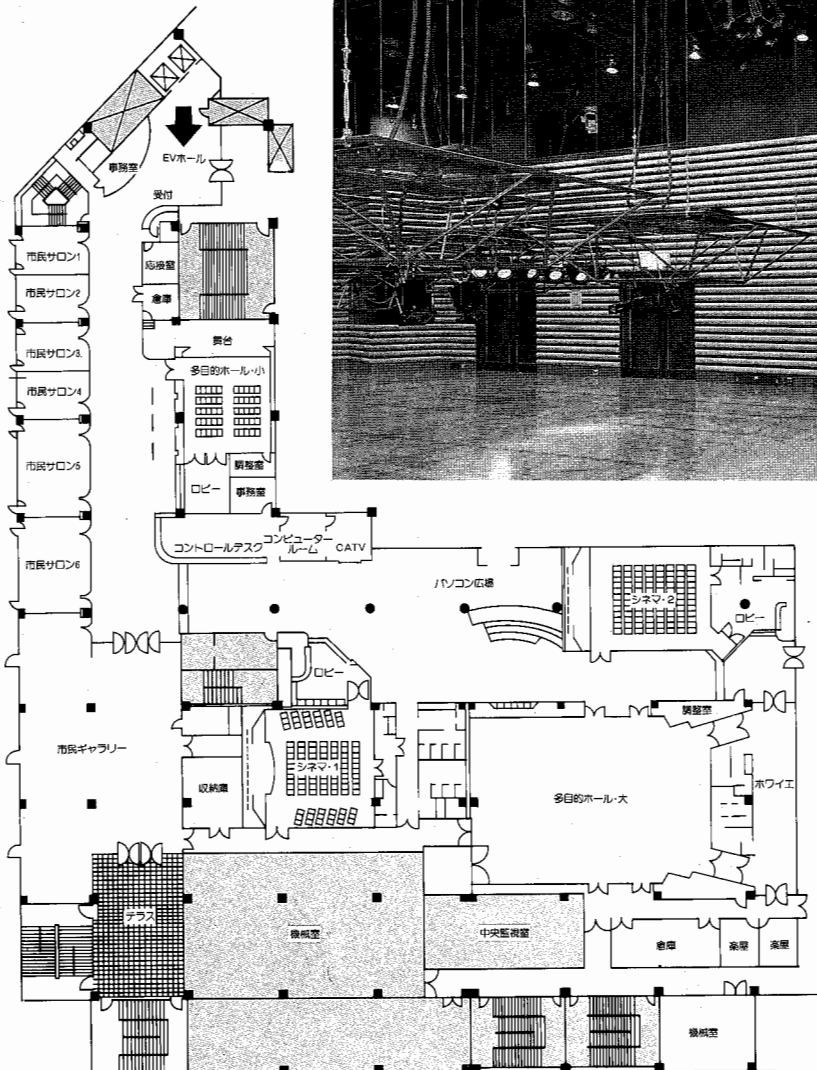 EVホール
事務室
受付
市民サロン1
応接室
市民サロン2
倉庫
舞台
市民サロン3.
多目的ホール・小
市民サロン4
市民サロン5
調整室
ロビー
事務室
コントロールデスク
コンピューター
ルーム
CATV
市民サロン6
パソコン広場
シネマ・2
ロビー
ロビー
調整室
市民ギャラリー
シネマ・1
収納庫
多目的ホール・大
ホワイエ
テラス
機械室
中央監視室
倉庫
楽屋
楽屋
機械室